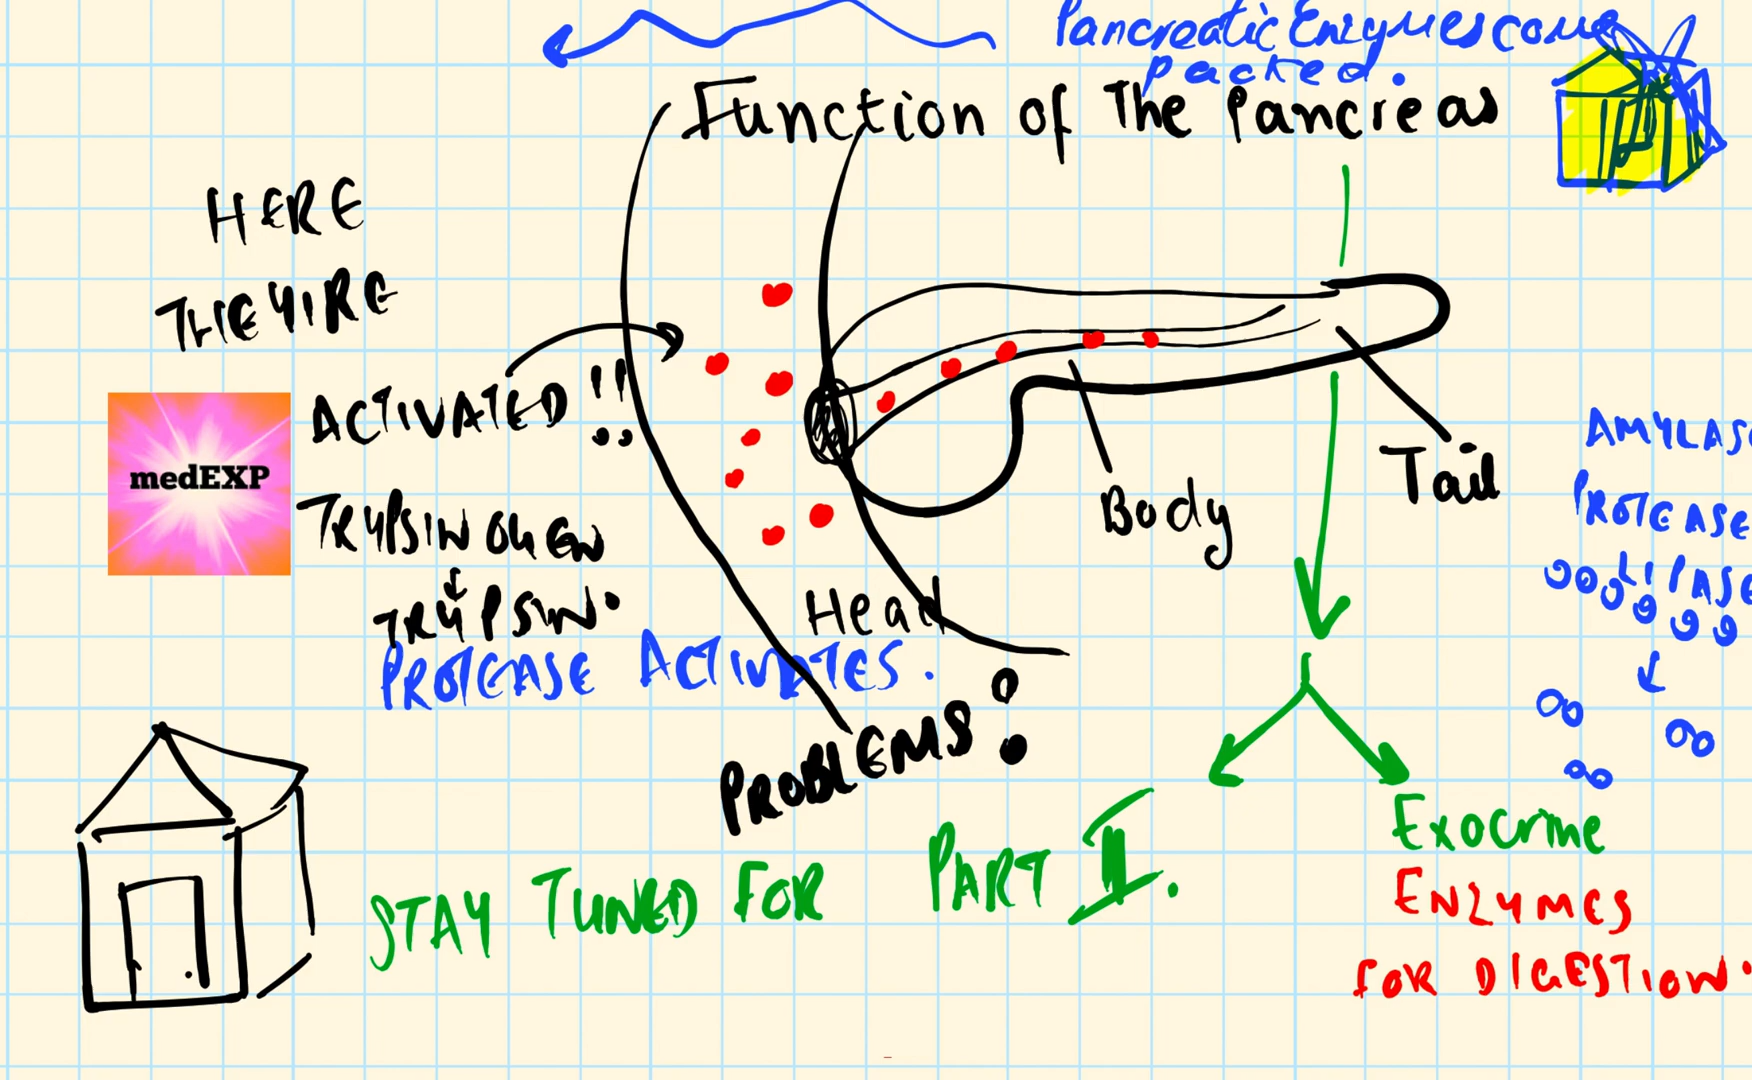 Pancreatic Enzymes come
packed.
Function of The Pancreas
HERE
THEY'RE
ACTIVATED!!
medEXP
TRYPSINOGEN
TRYPSIN.
PROTEASE ACTIVATES.
Head
Body
Tail
AMYLASE
PROTEASE
LIPASE
PROBLEMS!
STAY TUNED FOR PART II.
Exocrine
ENZYMES
FOR DIGESTION.